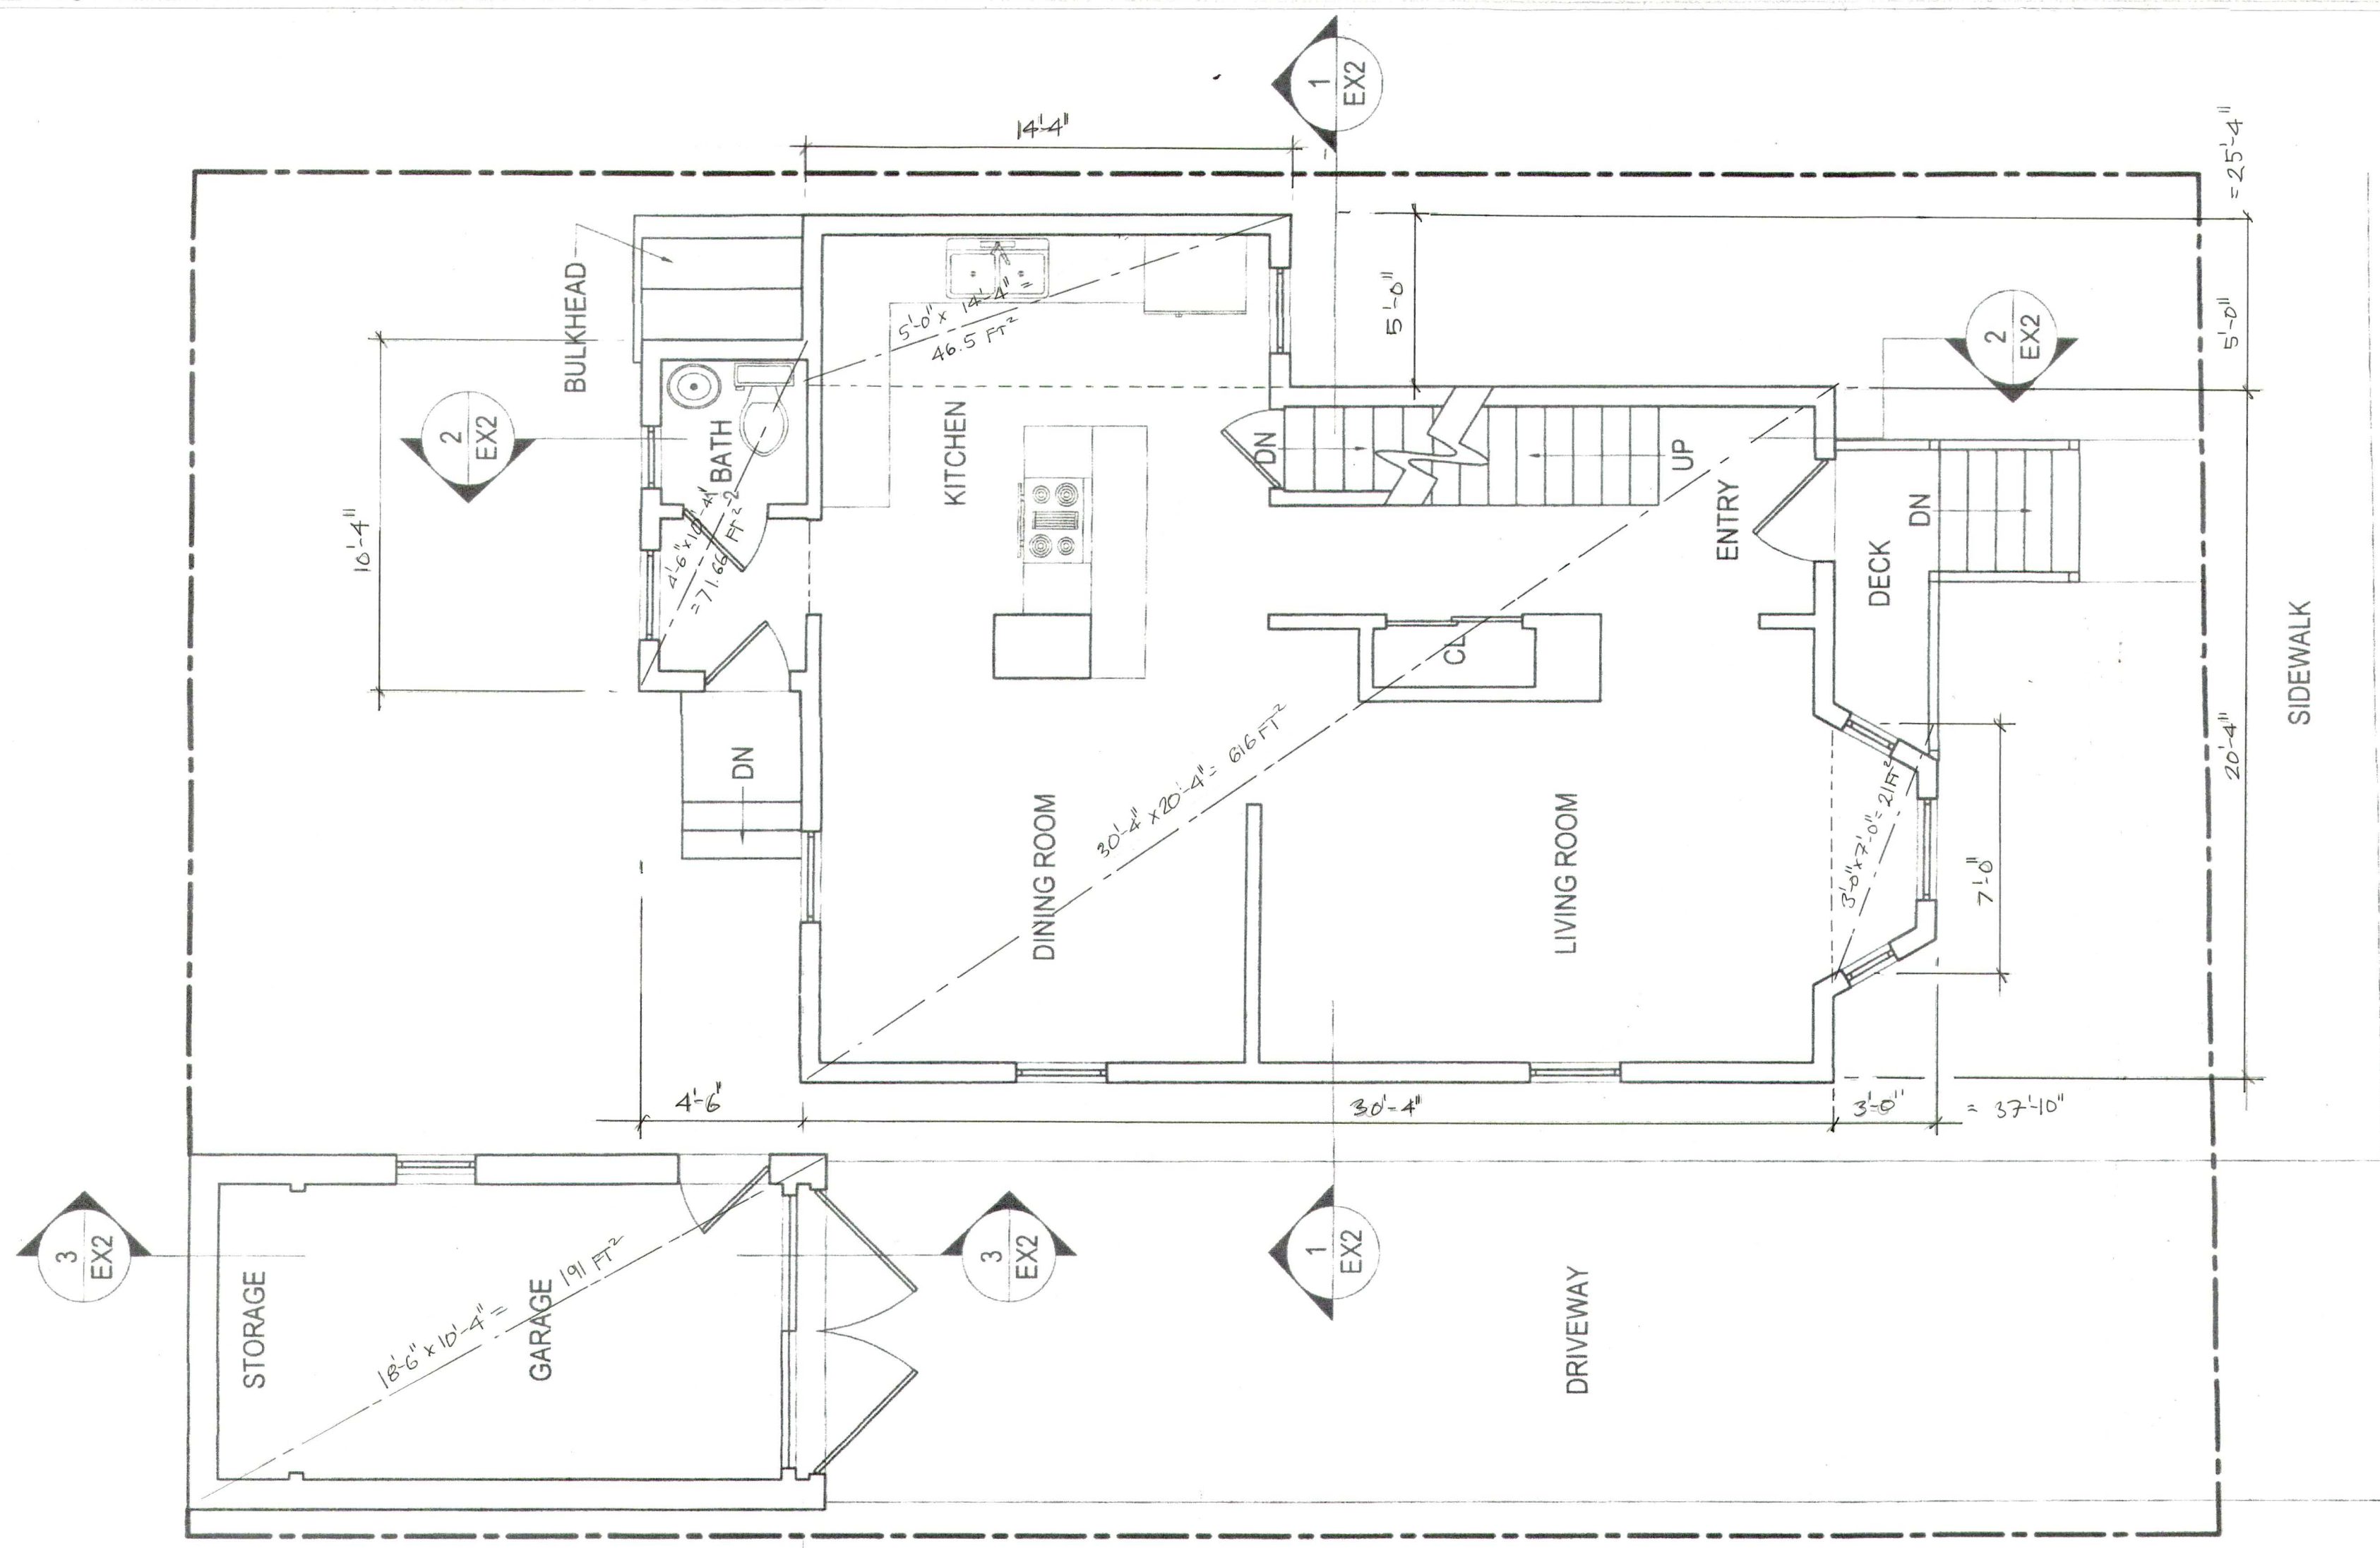 1
EX2
14'-4"
= 25'-4"
BULKHEAD
5'-0" x 14'-4" =
46.5 FT²
5'-0"
5'-0"
2
EX2
10'-4"
2
EX2
BATH
4'-6" x 10'-4"
= 71.66 FT²
KITCHEN
DN
UP
ENTRY
DN
DECK
CL
SIDEWALK
DN
30'-4" x 20'-4" = 616 FT²
20'-4"
DINING ROOM
LIVING ROOM
3'-0" x 7'-0" = 21 FT²
7'-0"
4'-6"
30'-4"
3'-0"
= 37'-10"
3
EX2
3
EX2
1
EX2
STORAGE
GARAGE
18'-6" x 10'-4" =
191 FT²
DRIVEWAY